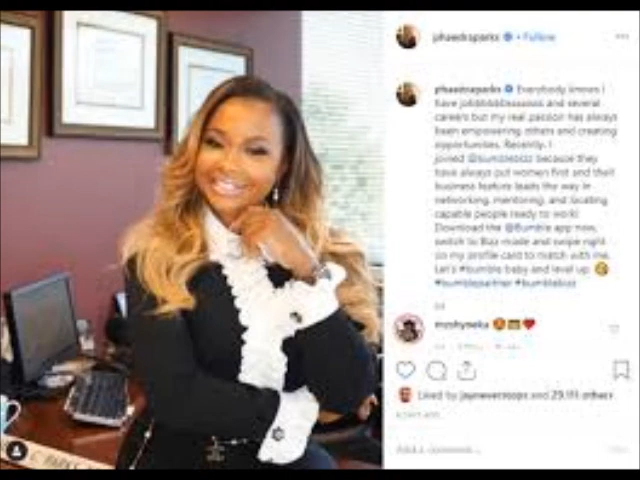 phaedraparks • Follow
phaedraparks Everybody knows I
have jobbbbbbsssssss and several
careers but my real passion has always
been empowering others and creating
opportunities. Recently, I
joined @bumblebizz because they
have always put women first and their
business feature leads the way in
networking, mentoring, and locating
capable people ready to work!
Download the @Bumble app now,
switch to Bizz mode and swipe right
on my profile card to match with me.
Let's #bumble baby and level up 😘
#bumblepartner #bumblebizz
😍 ❤️
Liked by and others
Add a comment...
PARKS